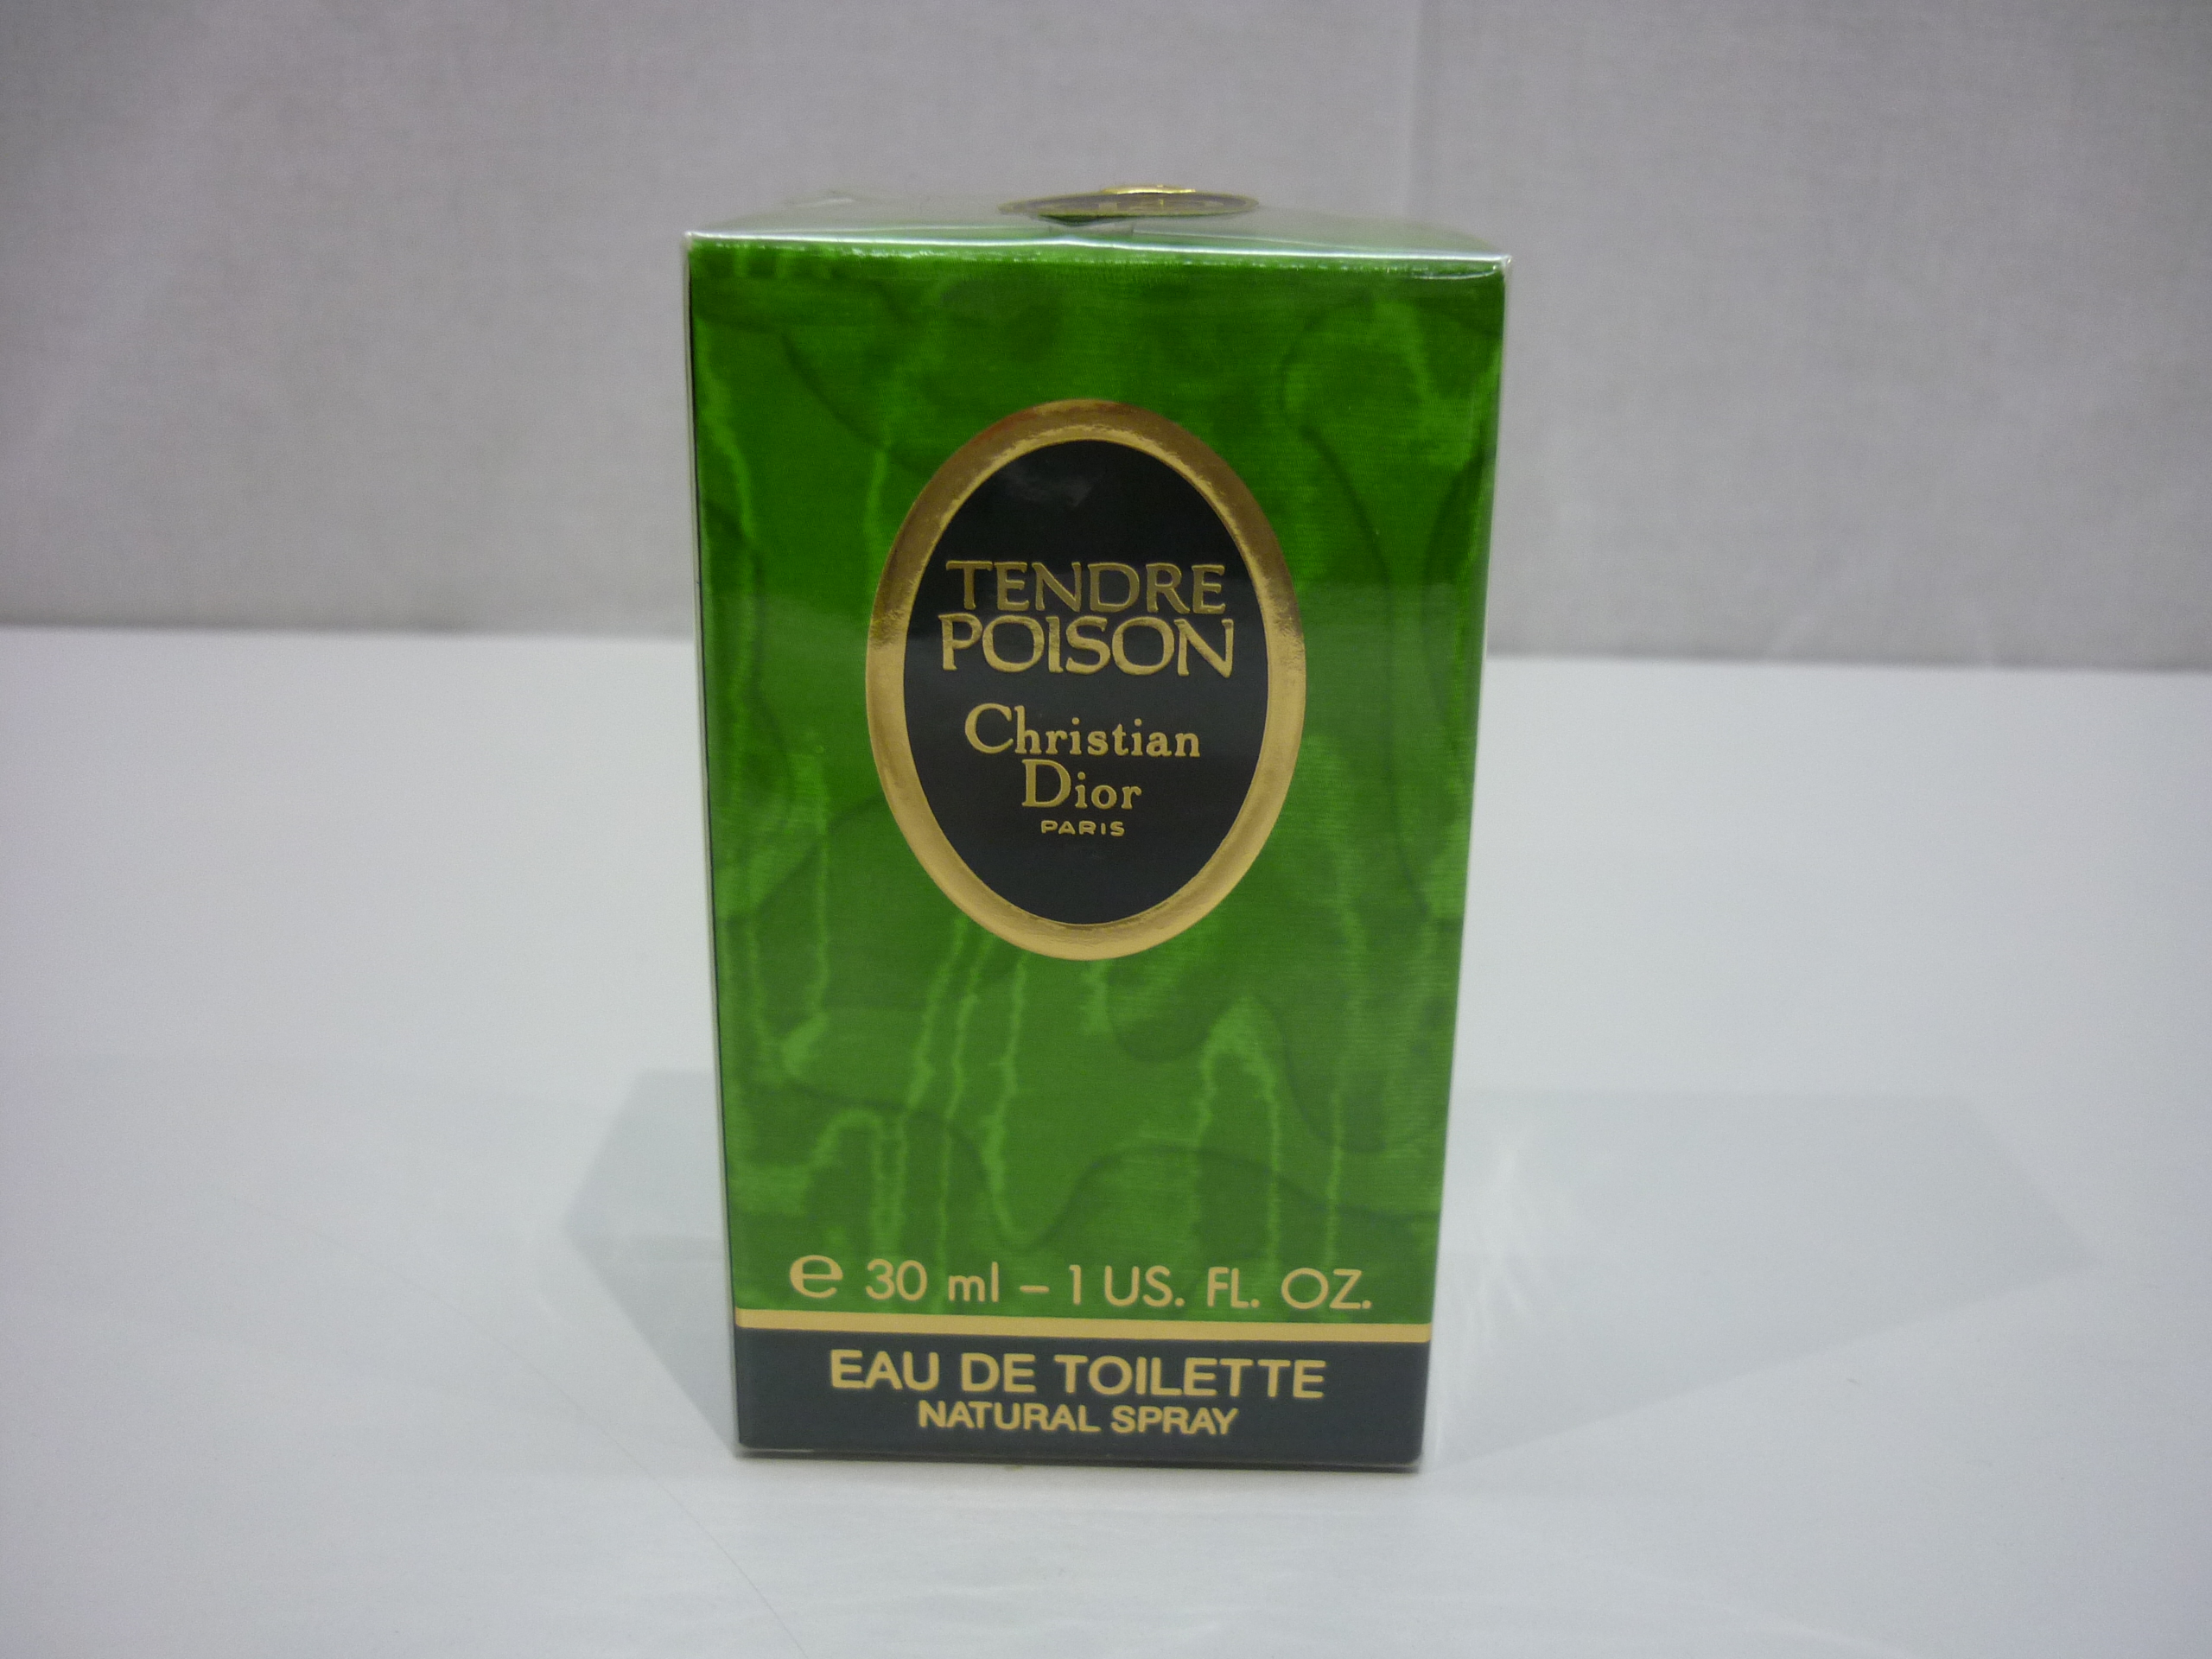 TENDRE
POISON
Christian
Dior
PARIS
e 30 ml – 1 US. FL. OZ.
EAU DE TOILETTE
NATURAL SPRAY